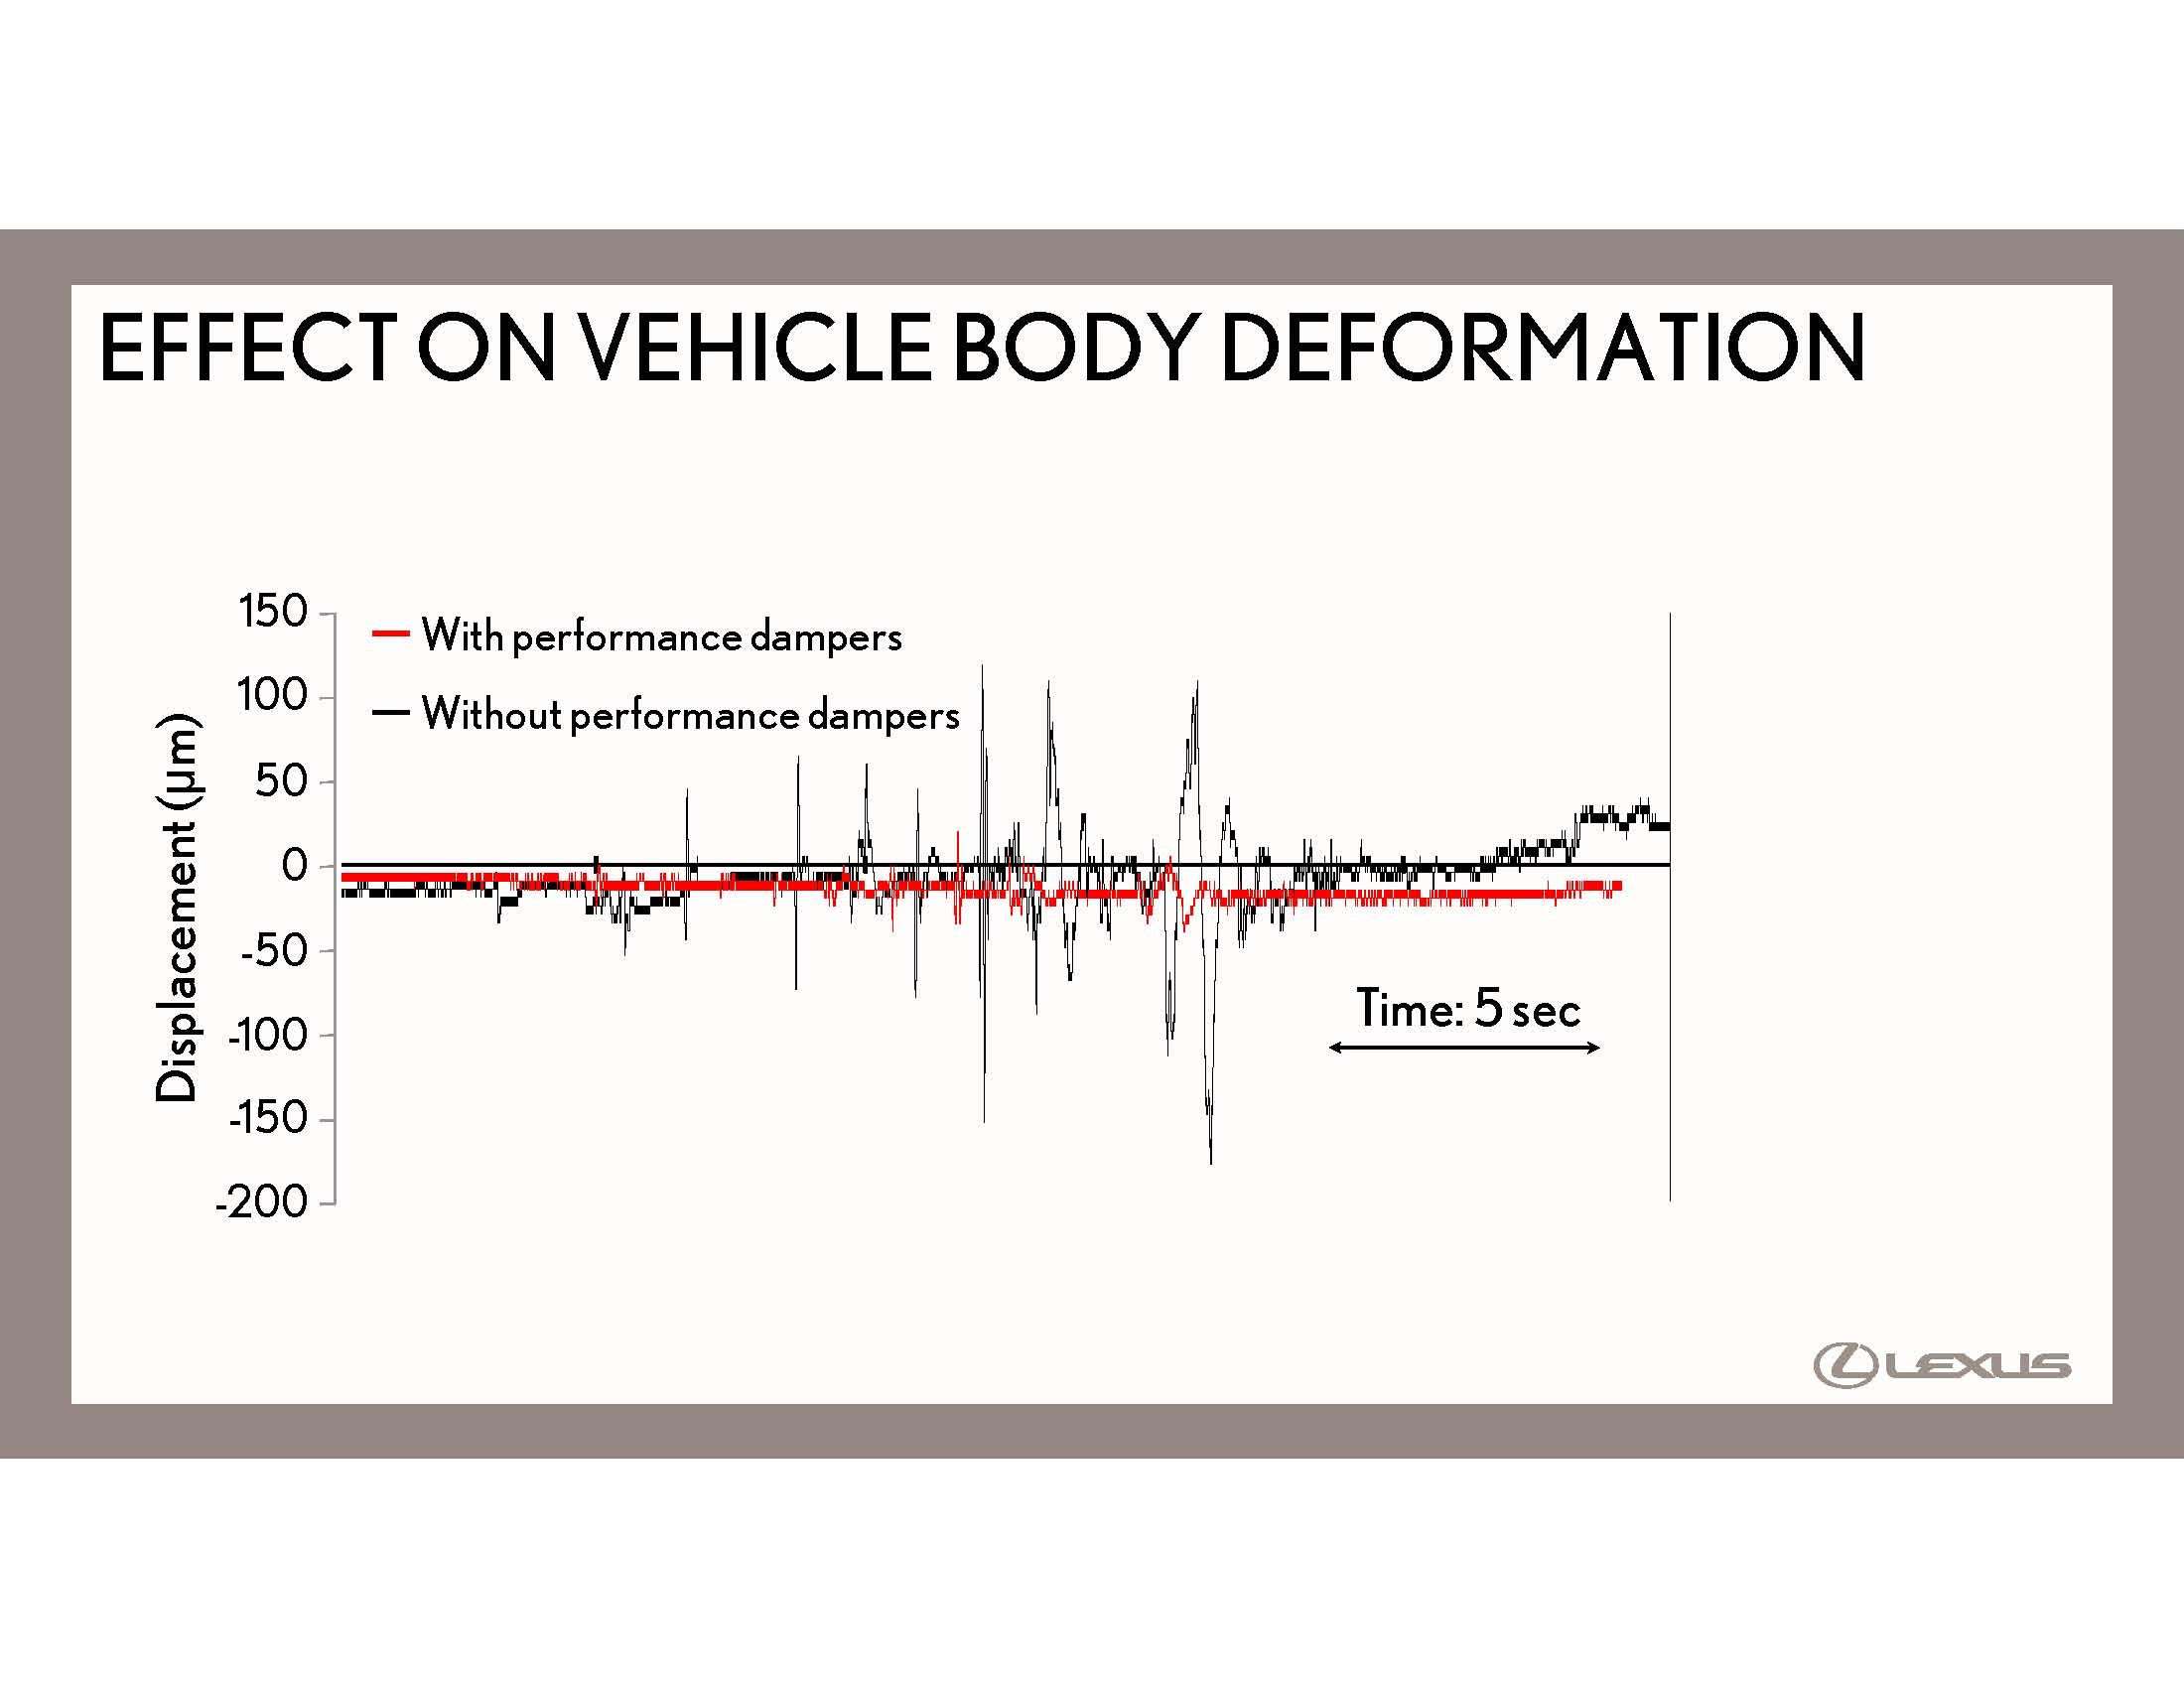 EFFECT ON VEHICLE BODY DEFORMATION
With performance dampers
Without performance dampers
Displacement (μm)
150
100
50
0
-50
-100
-150
-200
Time: 5 sec
LEXUS